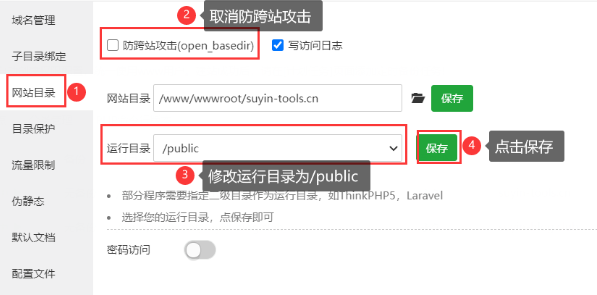 域名管理
2 取消防跨站攻击
防跨站攻击(open_basedir) 写访问日志
子目录绑定
网站目录 1
网站目录 /www/wwwroot/suyin-tools.cn 保存
目录保护
运行目录 /public 保存 4 点击保存
流量限制
3 修改运行目录为/public
部分程序需要指定二级目录作为运行目录，如ThinkPHP5，Laravel
伪静态
选择您的运行目录，点保存即可
默认文档
密码访问
配置文件